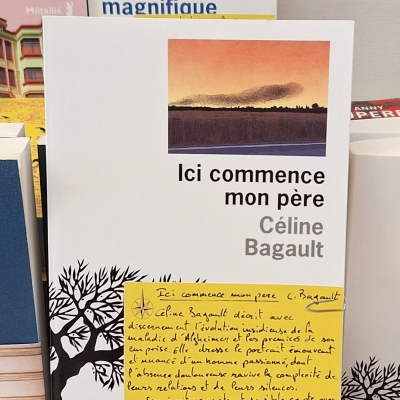 Métailié
magnifique
ANNY
OPERE
Ici commence
mon père
Céline
Bagault
Ici commence mon père C. Bagault
Céline Bagault décrit avec
discernement l'évolution insidieuse de la
maladie d'Alzheimer et les prémices de son
emprise. Elle dresse le portrait émouvant
et nuancé d'un homme passionné, dont
l'absence douloureuse ravive la complexité de
leurs relations et de leurs silences.